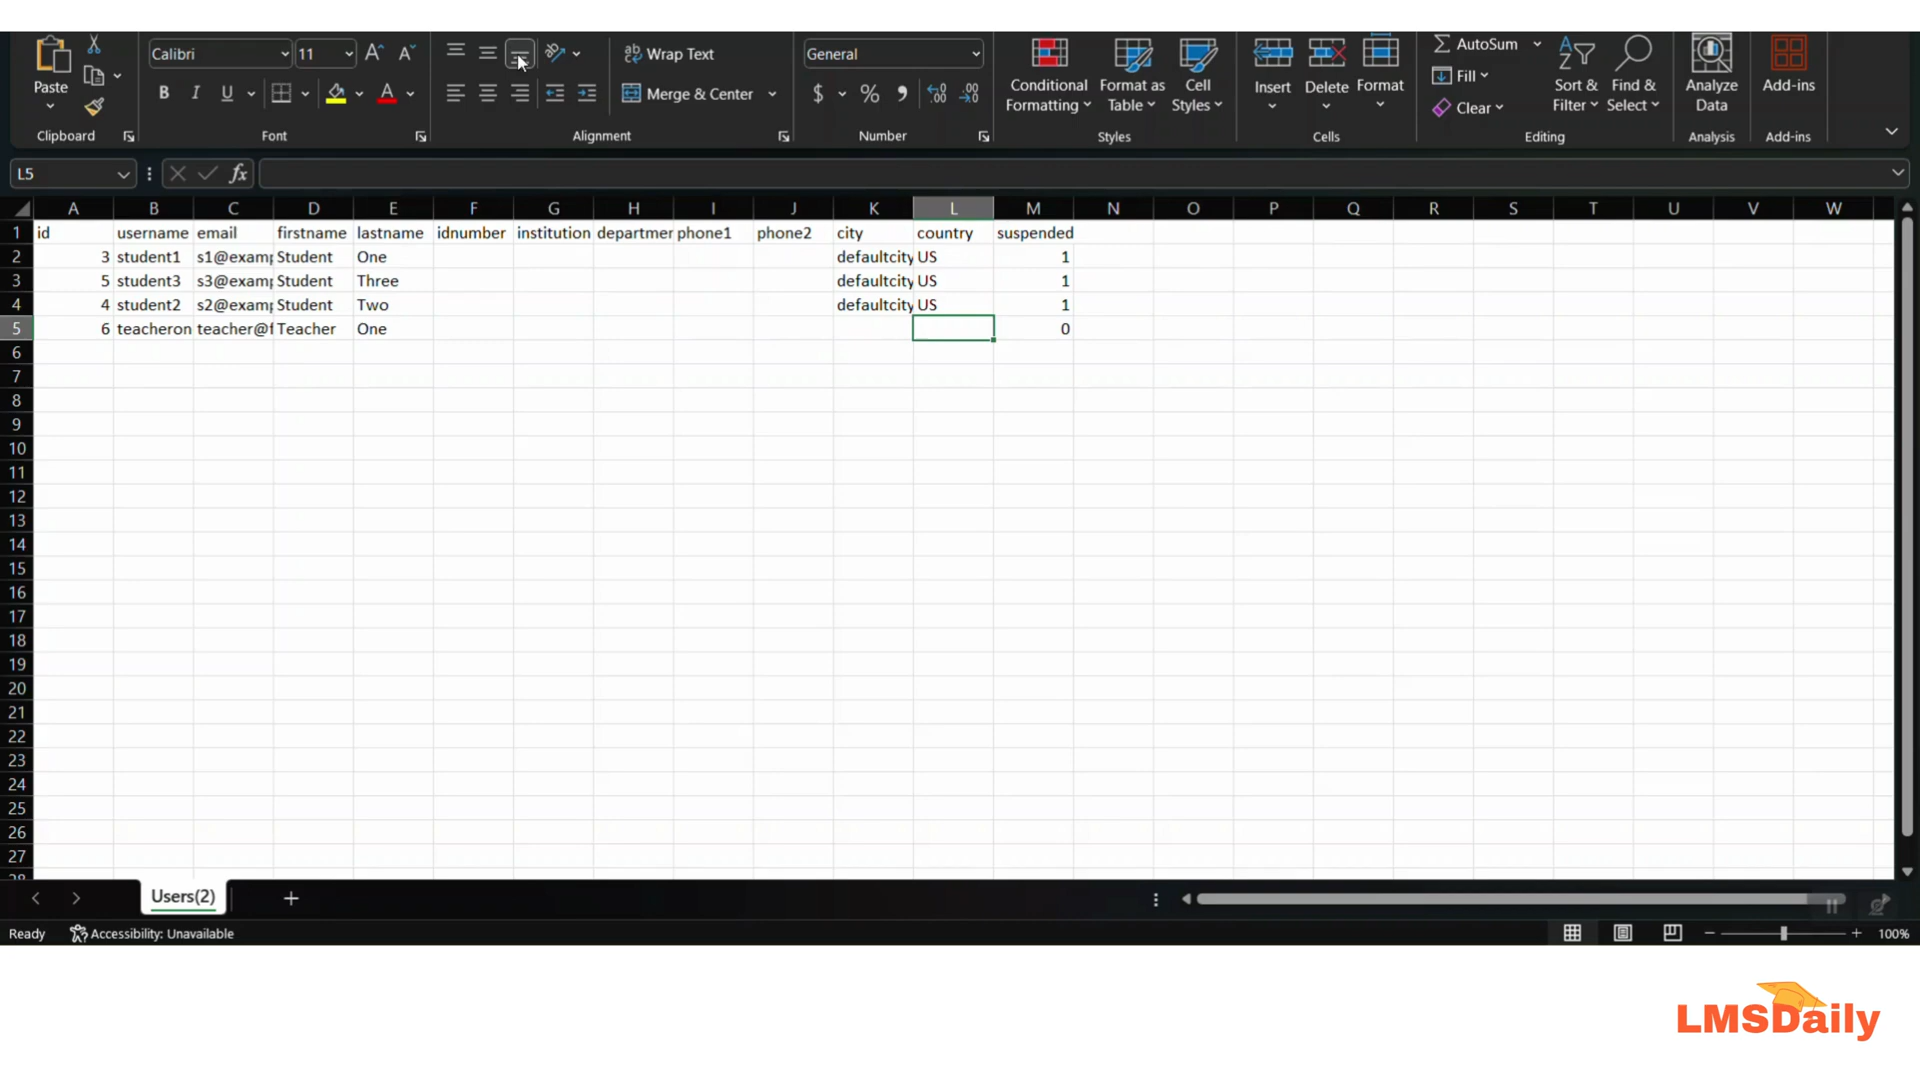 Paste
Clipboard
Calibri
11
A^ A˅
B I U
A
Font
ab Wrap Text
Merge & Center
Alignment
General
$ % 9
Number
Conditional Formatting
Format as Table
Cell Styles
Styles
Insert
Delete
Format
Cells
Σ AutoSum
Fill
Clear
Sort & Filter
Find & Select
Editing
Analyze Data
Analysis
Add-ins
Add-ins
L5
fx
A B C D E F G H I J K L M N O P Q R S T U V W
1 id username email firstname lastname idnumber institution departmer phone1 phone2 city country suspended
2 3 student1 s1@examp Student One defaultcity US 1
3 5 student3 s3@examp Student Three defaultcity US 1
4 4 student2 s2@examp Student Two defaultcity US 1
5 6 teacheron teacher@f Teacher One 0
6
7
8
9
10
11
12
13
14
15
16
17
18
19
20
21
22
23
24
25
26
27
28
Users(2)
Ready
Accessibility: Unavailable
100%
LMSDaily